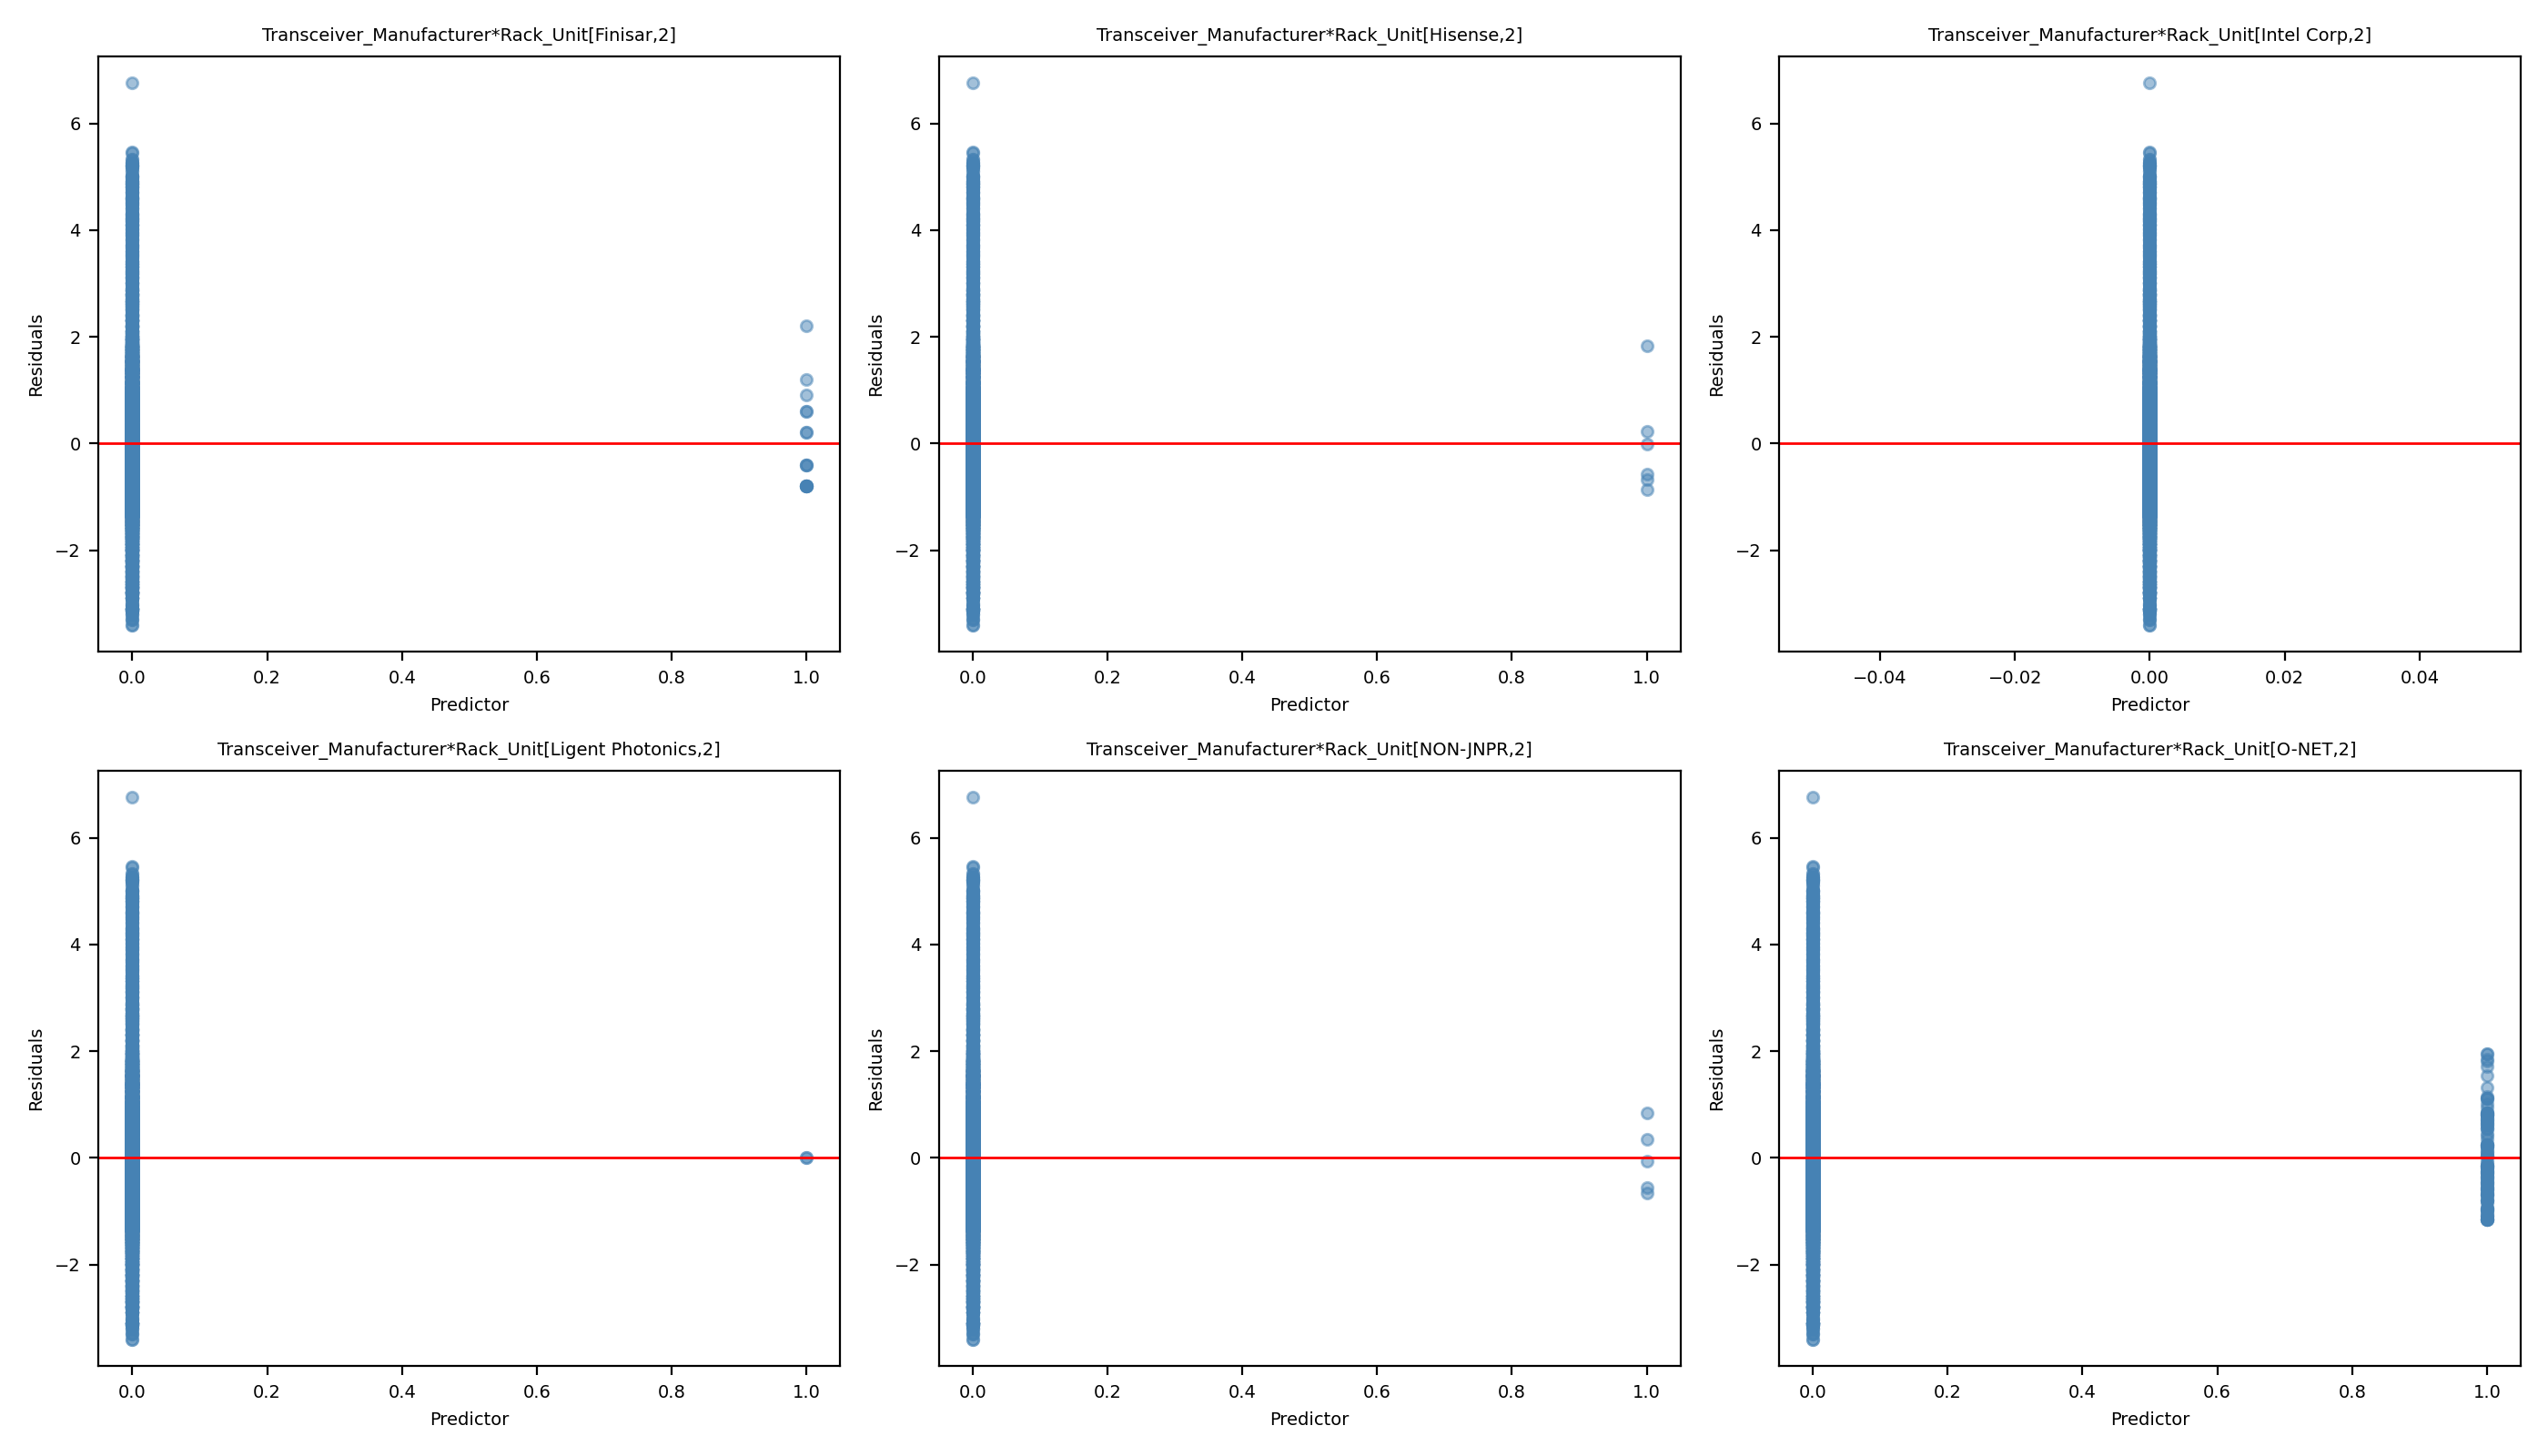 Transceiver_Manufacturer*Rack_Unit[Finisar,2]
Residuals
6
4
2
0
−2
0.0 0.2 0.4 0.6 0.8 1.0
Predictor
Transceiver_Manufacturer*Rack_Unit[Hisense,2]
Residuals
6
4
2
0
−2
0.0 0.2 0.4 0.6 0.8 1.0
Predictor
Transceiver_Manufacturer*Rack_Unit[Intel Corp,2]
Residuals
6
4
2
0
−2
−0.04 −0.02 0.00 0.02 0.04
Predictor
Transceiver_Manufacturer*Rack_Unit[Ligent Photonics,2]
Residuals
6
4
2
0
−2
0.0 0.2 0.4 0.6 0.8 1.0
Predictor
Transceiver_Manufacturer*Rack_Unit[NON-JNPR,2]
Residuals
6
4
2
0
−2
0.0 0.2 0.4 0.6 0.8 1.0
Predictor
Transceiver_Manufacturer*Rack_Unit[O-NET,2]
Residuals
6
4
2
0
−2
0.0 0.2 0.4 0.6 0.8 1.0
Predictor